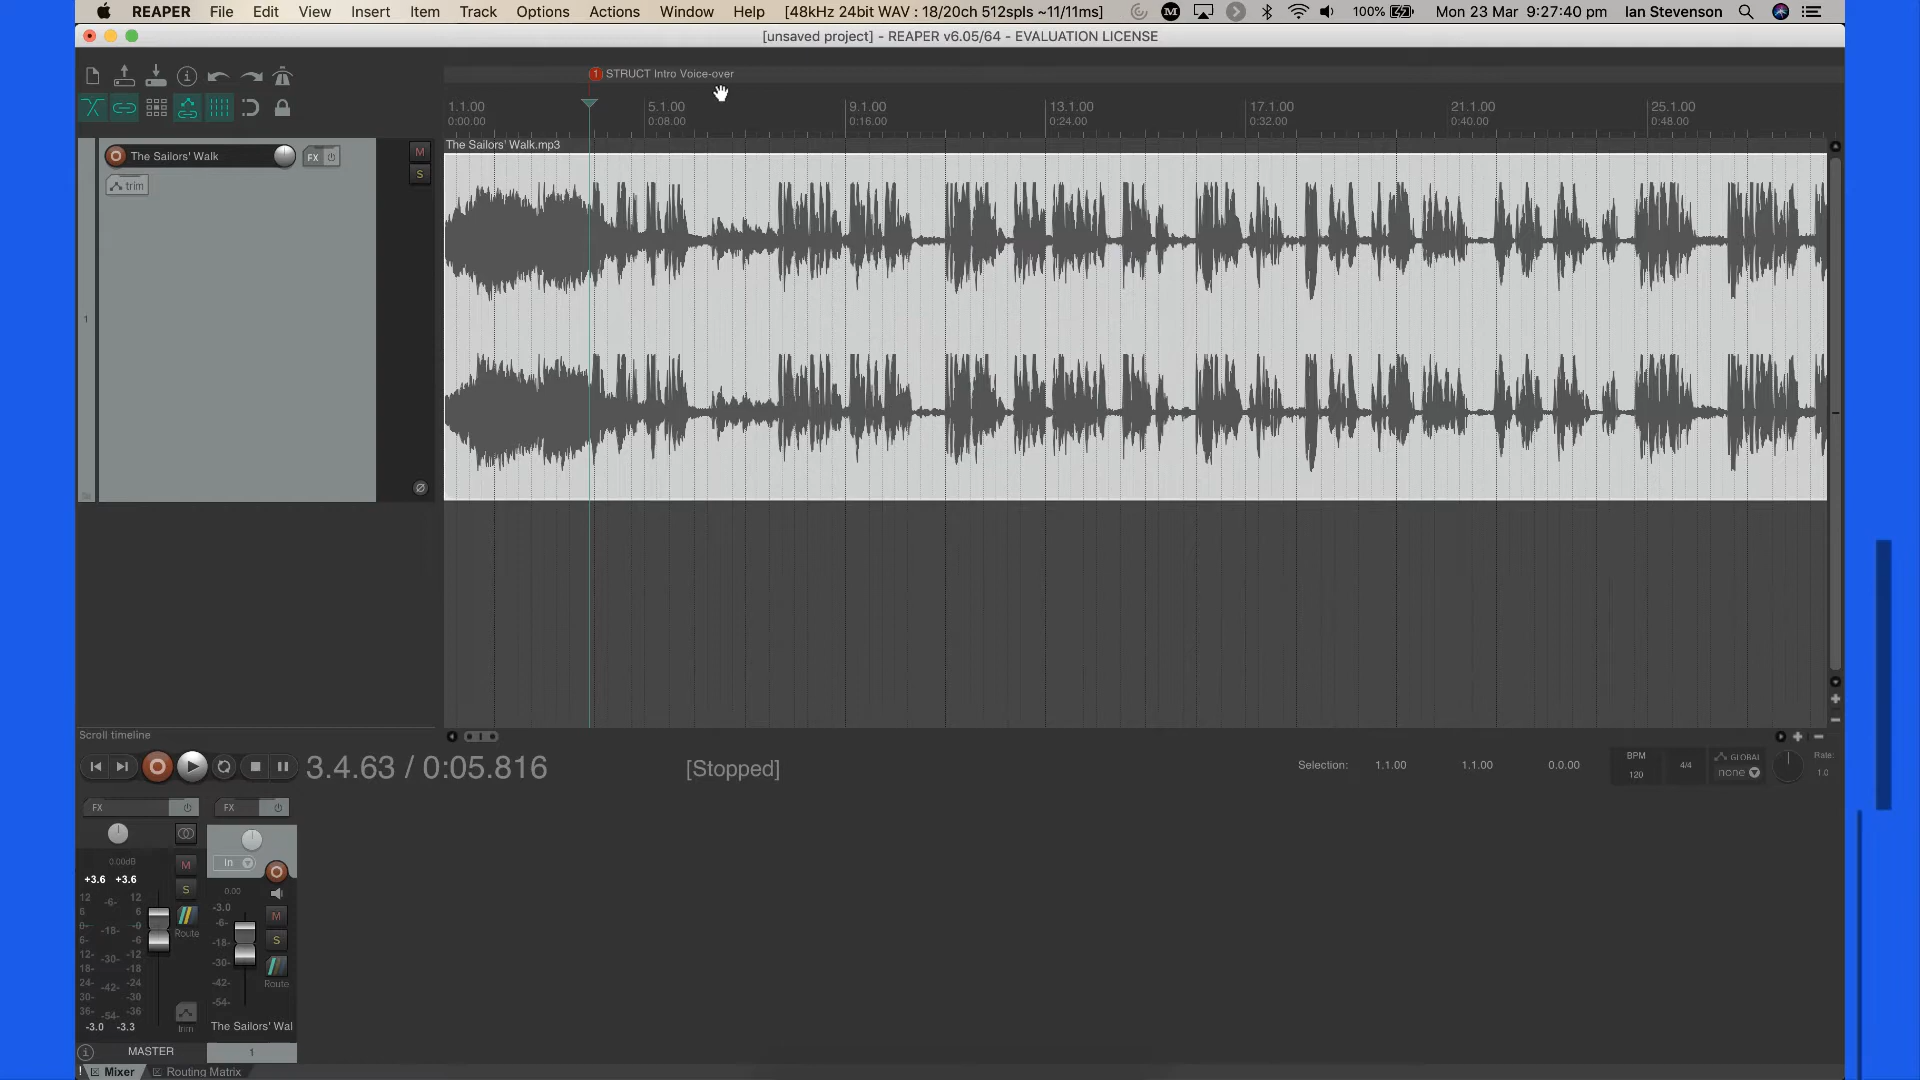 REAPER File Edit View Insert Item Track Options Actions Window Help [48kHz 24bit WAV : 18/20ch 512spls ~11/11ms] 100% Mon 23 Mar 9:27:40 pm Ian Stevenson
[unsaved project] - REAPER v6.05/64 - EVALUATION LICENSE
1 STRUCT Intro Voice-over
1.1.00 5.1.00 9.1.00 13.1.00 17.1.00 21.1.00 25.1.00
0:00.00 0:08.00 0:16.00 0:24.00 0:32.00 0:40.00 0:48.00
The Sailors' Walk.mp3
The Sailors' Walk FX M
S
trim
1
Scroll timeline
3.4.63 / 0:05.816 [Stopped] Selection: 1.1.00 1.1.00 0.0.00
BPM
120
4/4
GLOBAL
none
Rate:
1.0
FX FX
in
0.00dB
+3.6 +3.6
M
S
Route
12 -6- 12
6 6
0- -0
6- -18- -6
12- -12
18- -30- -18
24- -42- -24
30- -30
36- -54- -36
-3.0 -3.3
trim
MASTER
0.00
-3.0
-6-
-18-
-30-
-42-
-54-
M
S
Route
The Sailors' Wal
1
! Mixer Routing Matrix